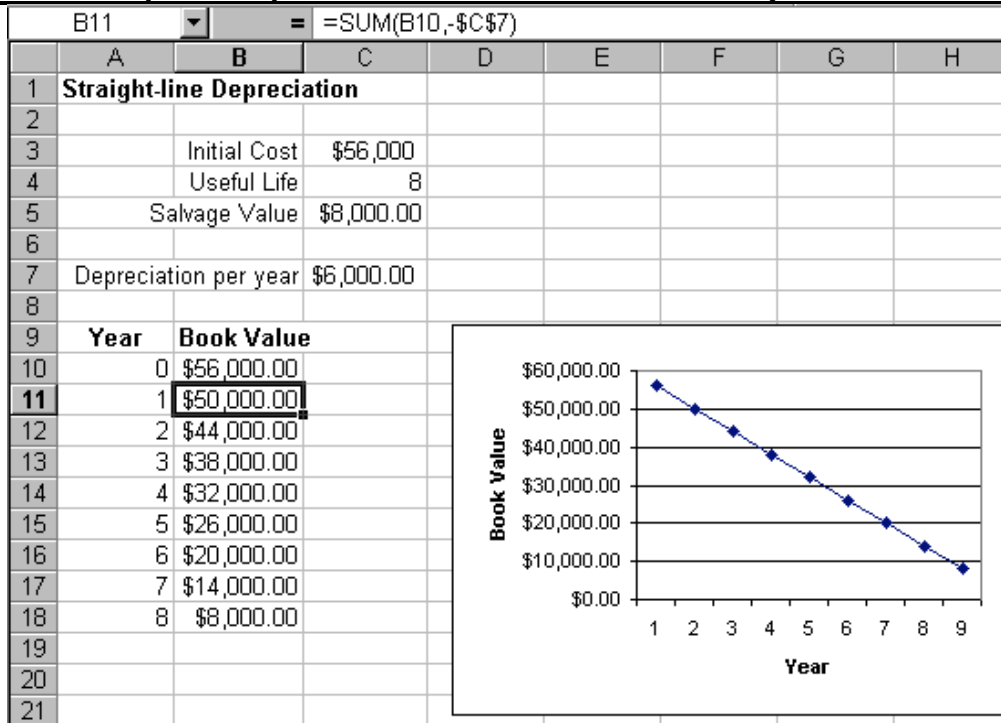 B11 = =SUM(B10,-$C$7)
A B C D E F G H
1 Straight-line Depreciation
2
3 Initial Cost $56,000
4 Useful Life 8
5 Salvage Value $8,000.00
6
7 Depreciation per year $6,000.00
8
9 Year Book Value
10 0 $56,000.00
11 1 $50,000.00
12 2 $44,000.00
13 3 $38,000.00
14 4 $32,000.00
15 5 $26,000.00
16 6 $20,000.00
17 7 $14,000.00
18 8 $8,000.00
19
20
21
Book Value
$60,000.00
$50,000.00
$40,000.00
$30,000.00
$20,000.00
$10,000.00
$0.00
1 2 3 4 5 6 7 8 9
Year